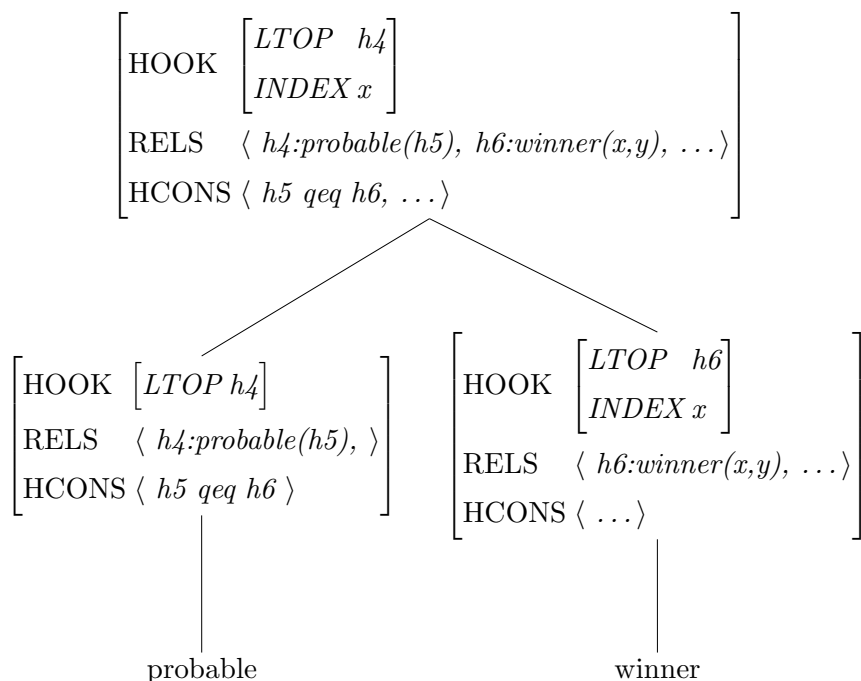 HOOK [LTOP h4
INDEX x]
RELS ⟨ h4:probable(h5), h6:winner(x,y), ...⟩
HCONS ⟨ h5 qeq h6, ...⟩
HOOK [LTOP h4]
RELS ⟨ h4:probable(h5), ⟩
HCONS ⟨ h5 qeq h6 ⟩
HOOK [LTOP h6
INDEX x]
RELS ⟨ h6:winner(x,y), ...⟩
HCONS ⟨ ...⟩
probable
winner